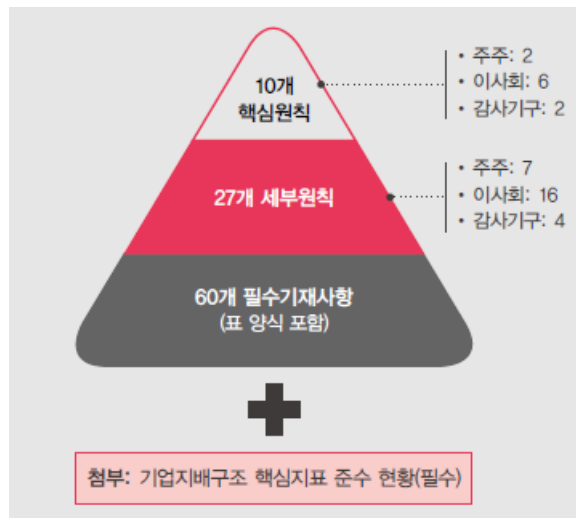 10개
핵심원칙
• 주주: 2
• 이사회: 6
• 감사기구: 2
27개 세부원칙
• 주주: 7
• 이사회: 16
• 감사기구: 4
60개 필수기재사항
(표 양식 포함)
첨부: 기업지배구조 핵심지표 준수 현황(필수)